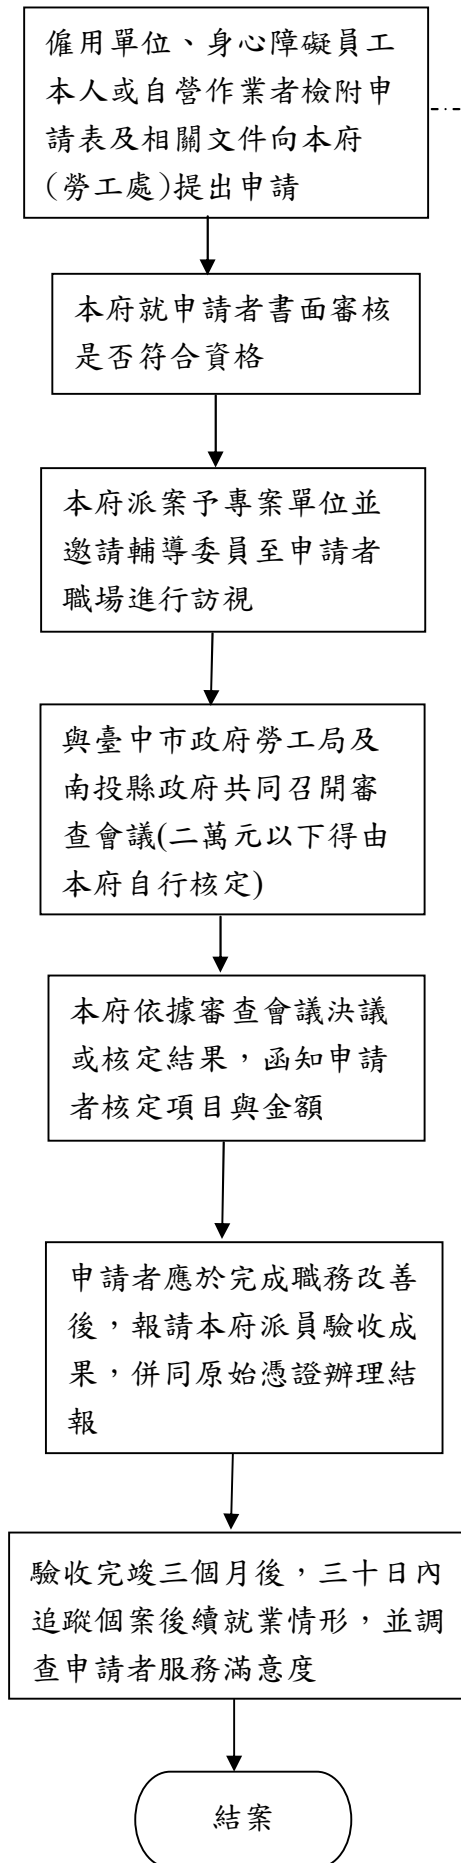 僱用單位、身心障礙員工
本人或自營作業者檢附申
請表及相關文件向本府
(勞工處)提出申請
本府就申請者書面審核
是否符合資格
本府派案予專案單位並
邀請輔導委員至申請者
職場進行訪視
與臺中市政府勞工局及
南投縣政府共同召開審
查會議(二萬元以下得由
本府自行核定)
本府依據審查會議決議
或核定結果，函知申請
者核定項目與金額
申請者應於完成職務改善
後，報請本府派員驗收成
果，併同原始憑證辦理結
報
驗收完竣三個月後，三十日內
追蹤個案後續就業情形，並調
查申請者服務滿意度
結案